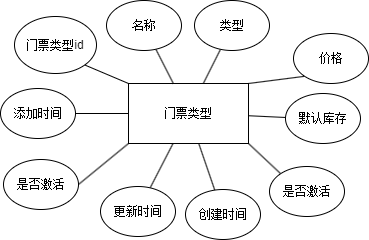 名称
类型
门票类型id
价格
添加时间
门票类型
默认库存
是否激活
是否激活
更新时间
创建时间